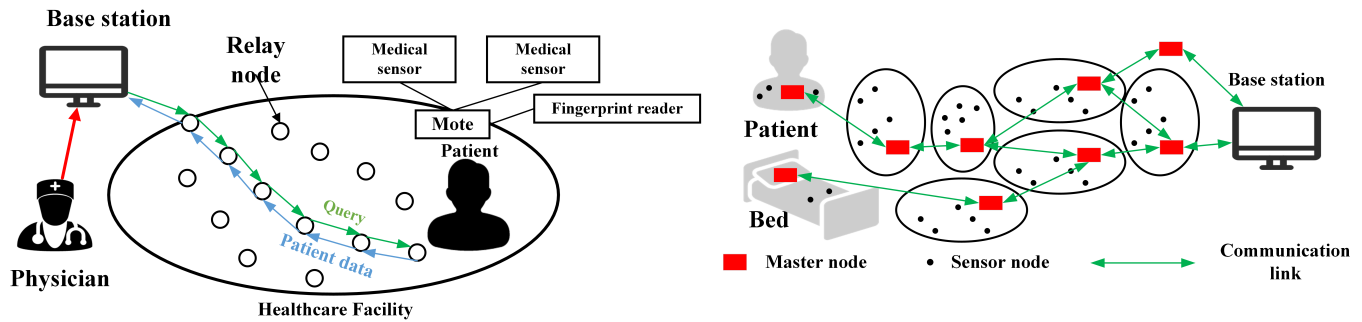 Base station
Relay
node
Medical
sensor
Medical
sensor
Fingerprint reader
Mote
Patient
Query
Patient data
Physician
Healthcare Facility
Patient
Bed
Base station
Master node
Sensor node
Communication
link